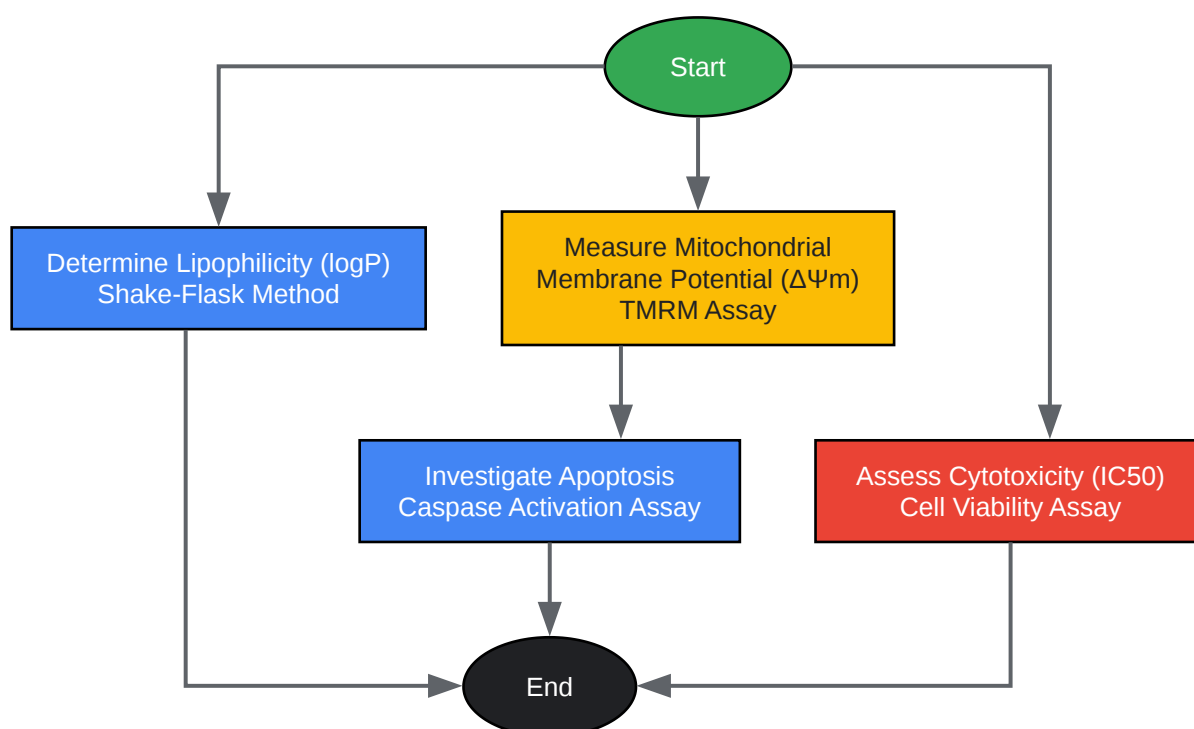 Start
Determine Lipophilicity (logP)
Shake-Flask Method
Measure Mitochondrial
Membrane Potential (ΔΨm)
TMRM Assay
Investigate Apoptosis
Caspase Activation Assay
Assess Cytotoxicity (IC50)
Cell Viability Assay
End